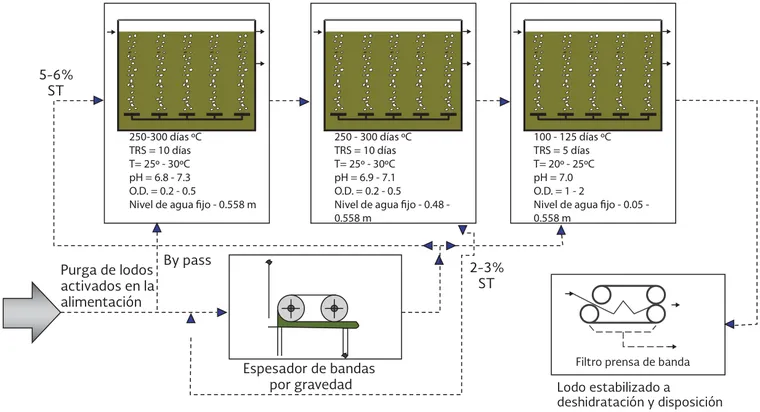 5-6%
ST
250-300 días ºC
TRS = 10 días
T= 25º - 30ºC
pH = 6.8 - 7.3
O.D. = 0.2 - 0.5
Nivel de agua fijo - 0.558 m
250 - 300 días ºC
TRS = 10 días
T= 25º - 30ºC
pH = 6.9 - 7.1
O.D. = 0.2 - 0.5
Nivel de agua fijo - 0.48 -
0.558 m
100 - 125 días ºC
TRS = 5 días
T= 20º - 25ºC
pH = 7.0
O.D. = 1 - 2
Nivel de agua fijo - 0.05 -
0.558 m
Purga de lodos
activados en la
alimentación
By pass
2-3%
ST
Espesador de bandas
por gravedad
Filtro prensa de banda
Lodo estabilizado a
deshidratación y disposición